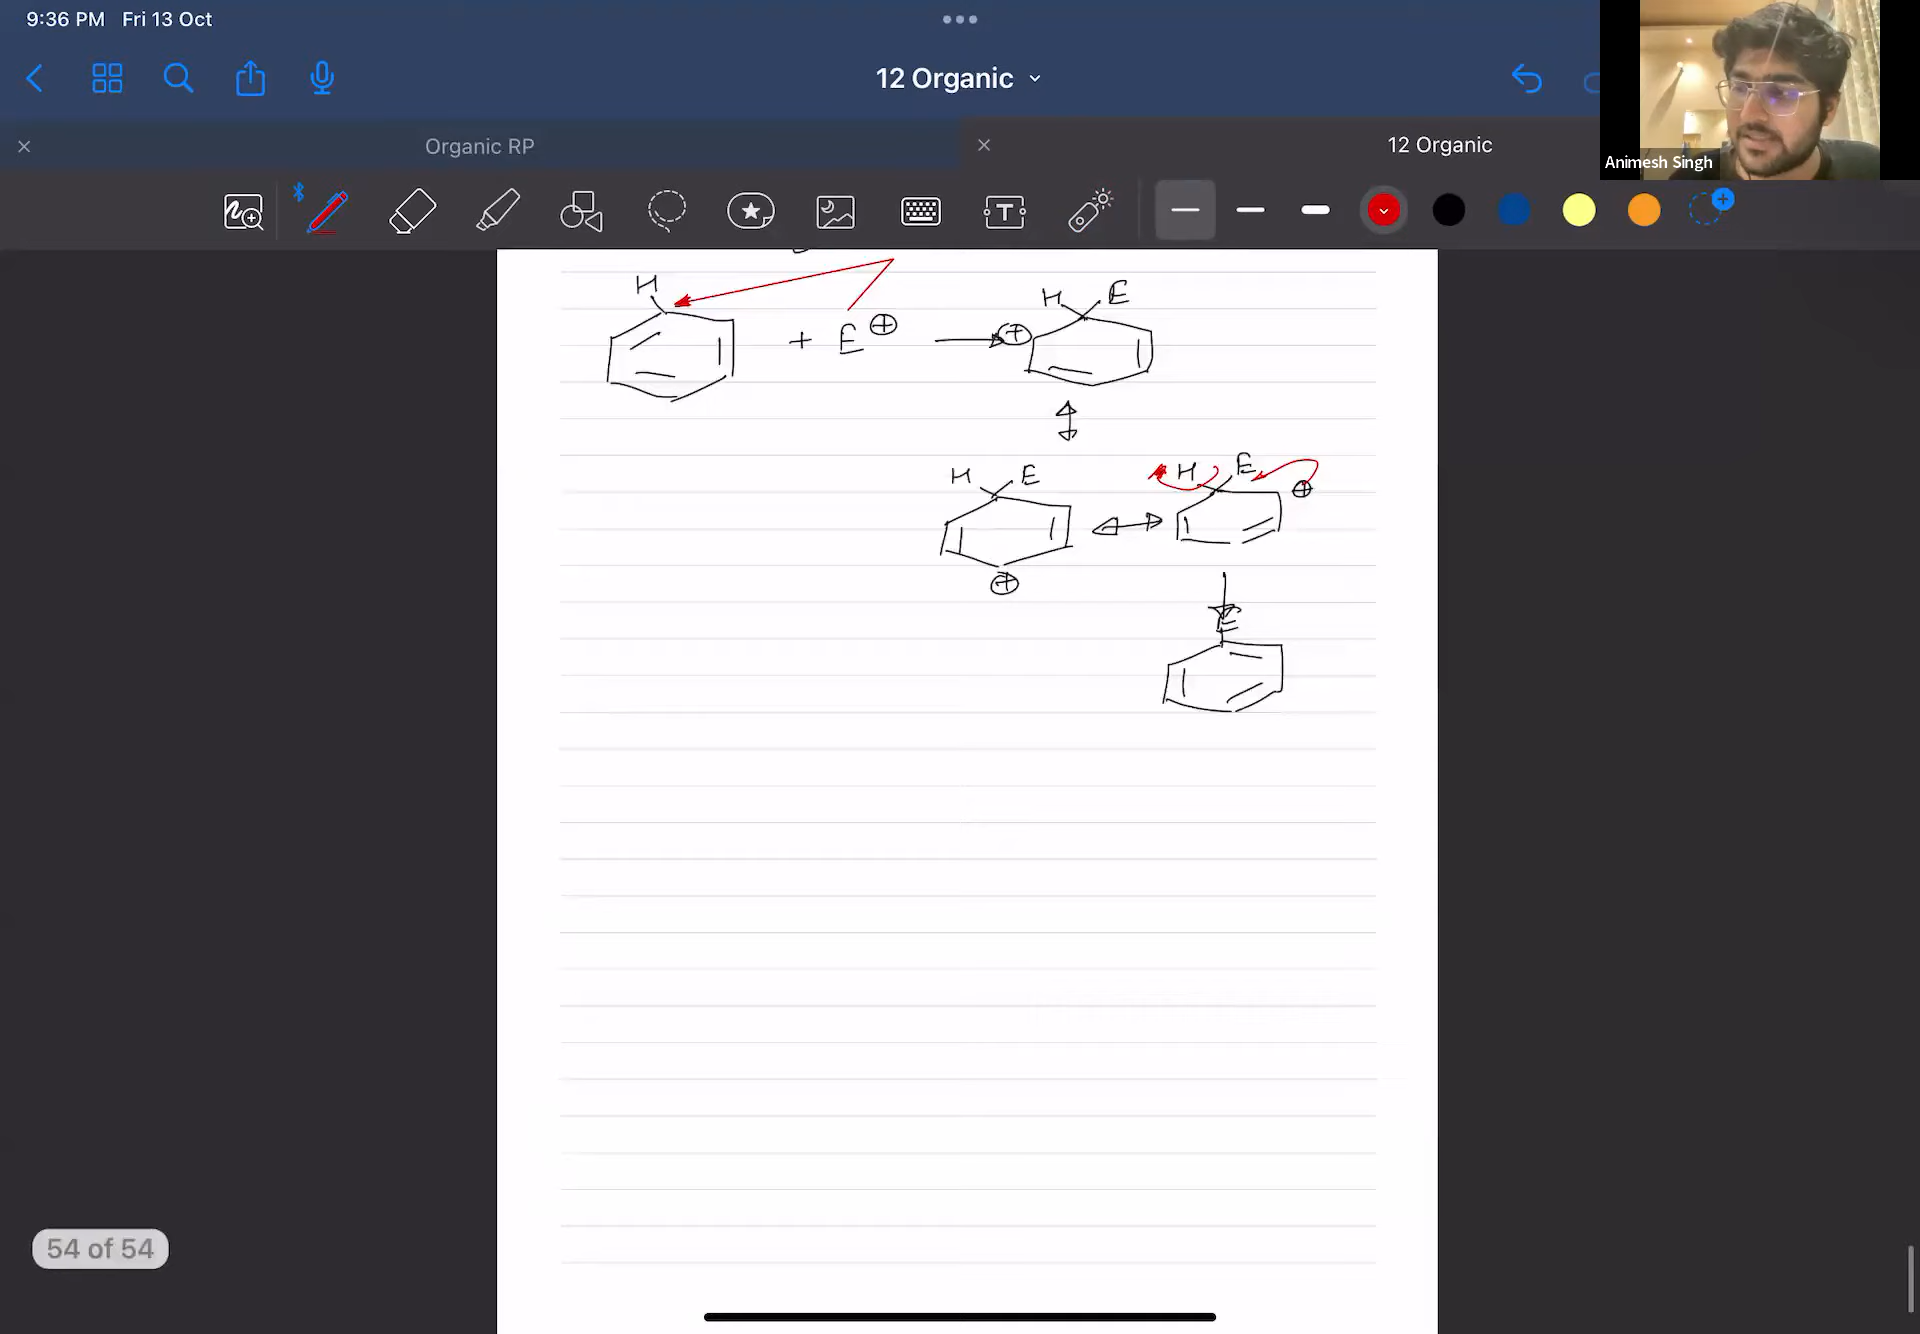 9:36 PM Fri 13 Oct
12 Organic
Organic RP
12 Organic
Animesh Singh
T
H
+ E ⊕
H E
⊕
H E
H E
⊕
⊕
E
54 of 54